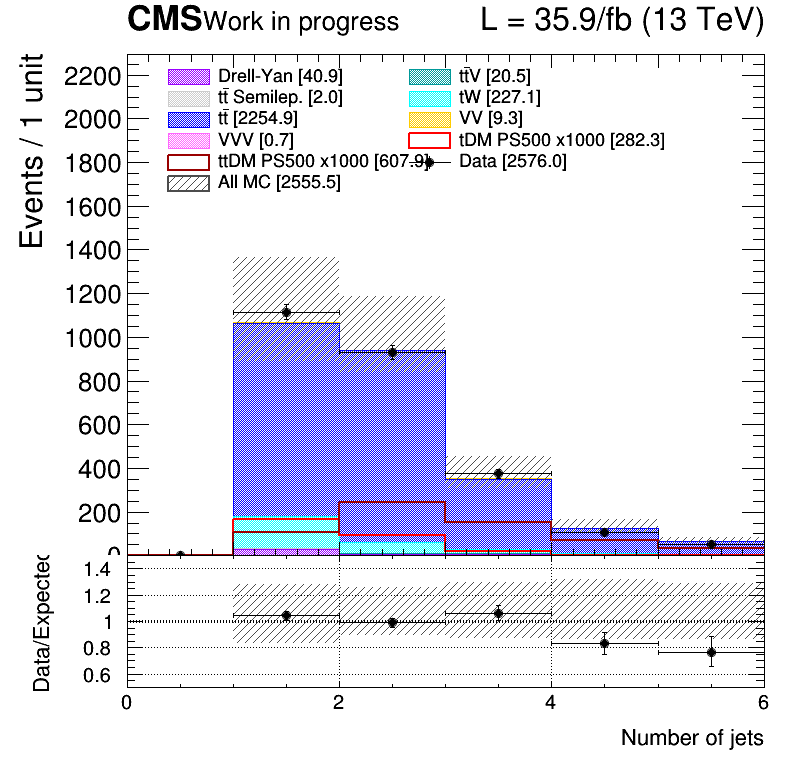 CMS Work in progress L = 35.9/fb (13 TeV)
Events / 1 unit
2200
2000
1800
1600
1400
1200
1000
800
600
400
200
0
Drell-Yan [40.9]
tt̄V [20.5]
tt̄ Semilep. [2.0]
tW [227.1]
tt̄ [2254.9]
VV [9.3]
VVV [0.7]
tDM PS500 x1000 [282.3]
ttDM PS500 x1000 [607.9]
Data [2576.0]
All MC [2555.5]
Data/Expected
1.4
1.2
1
0.8
0.6
0 2 4 6
Number of jets